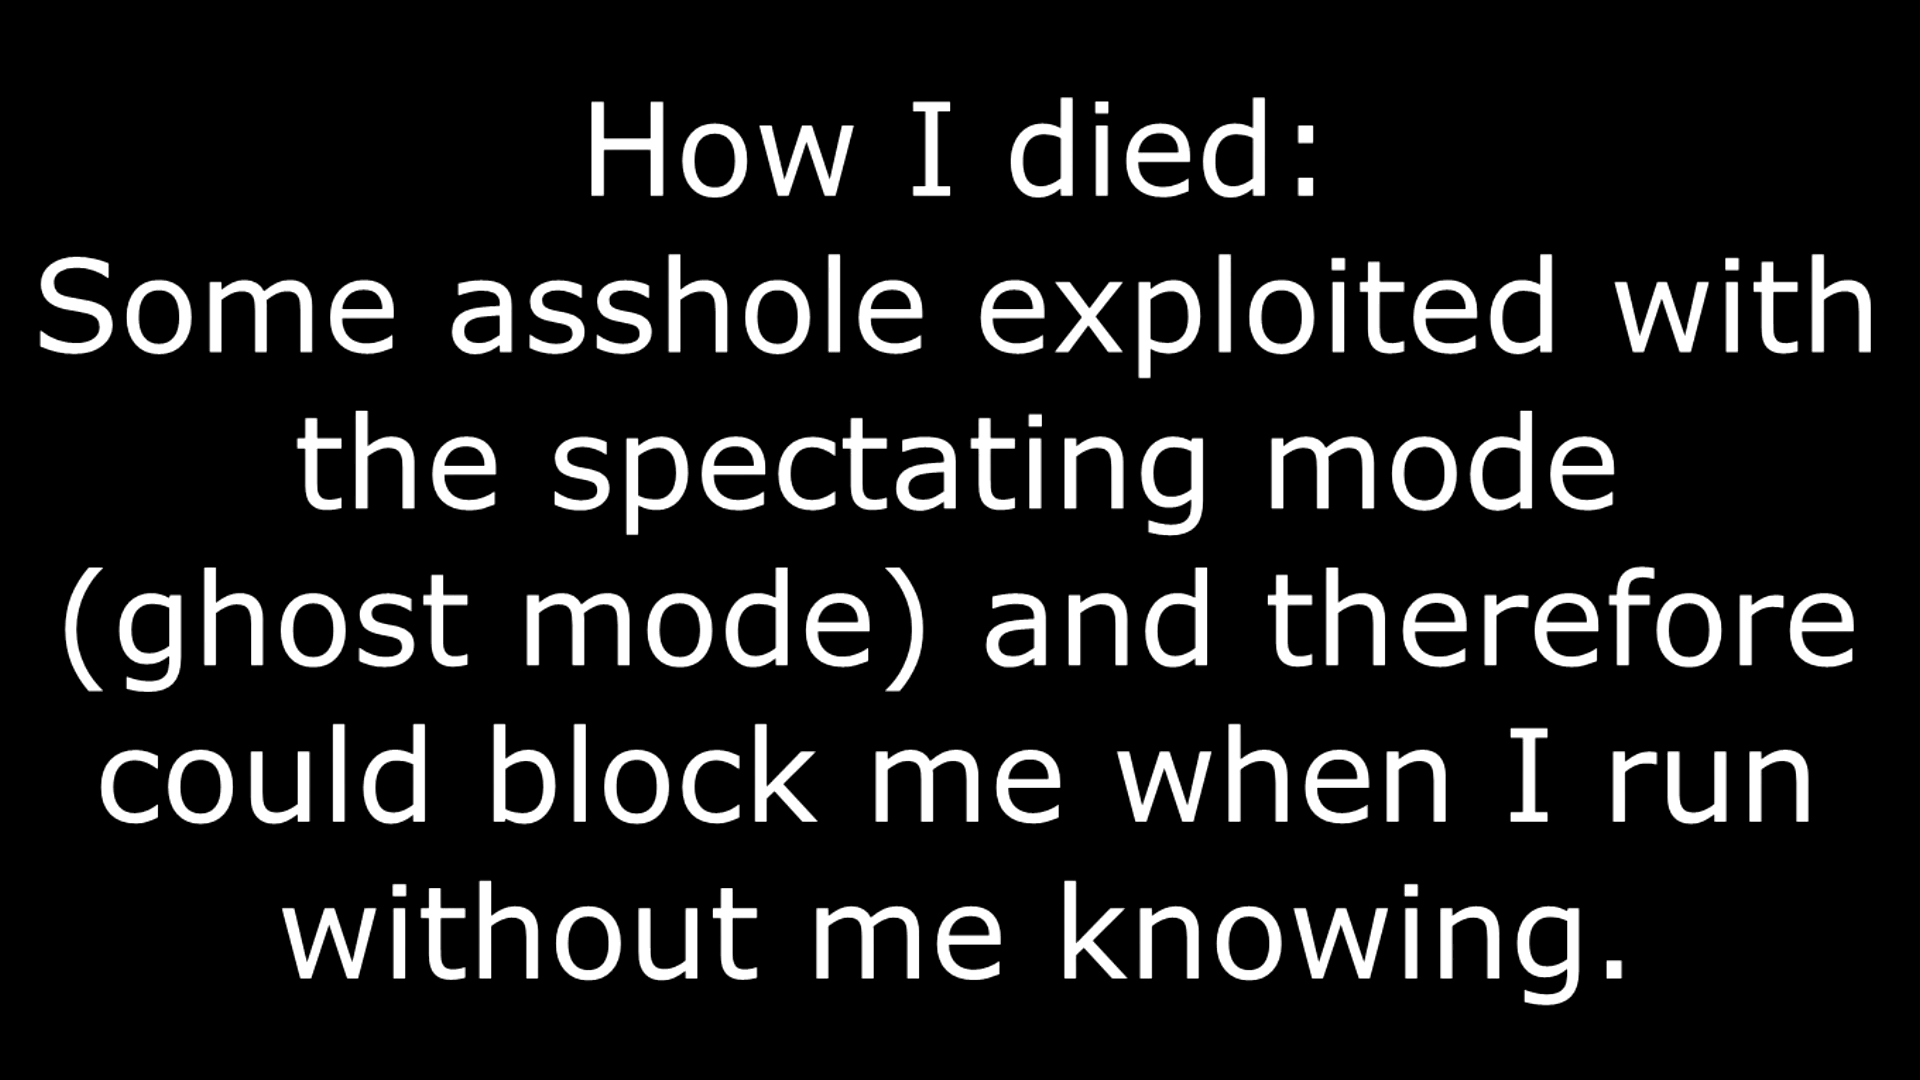 How I died:
Some asshole exploited with
the spectating mode
(ghost mode) and therefore
could block me when I run
without me knowing.